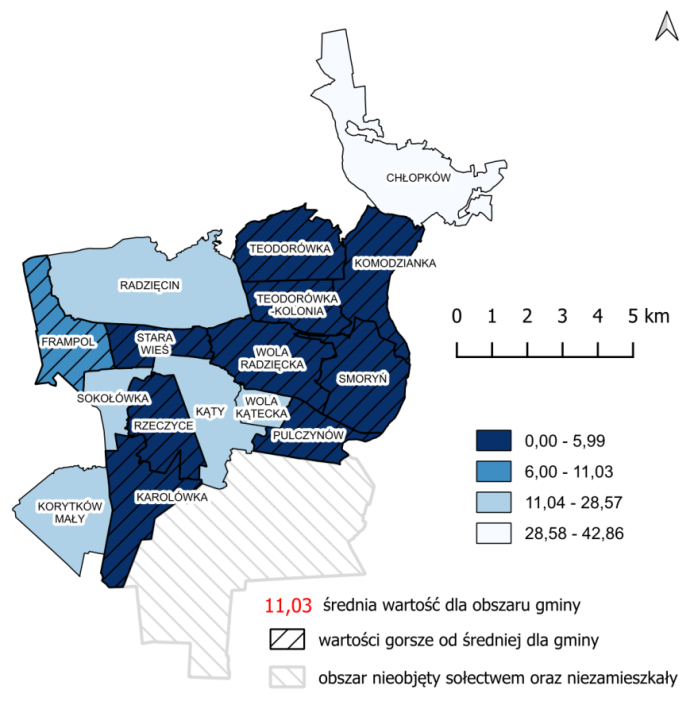 CHŁOPKÓW
TEODORÓWKA
KOMODZIANKA
RADZIĘCIN
TEODORÓWKA
-KOLONIA
0 1 2 3 4 5 km
FRAMPOL
STARA
WIEŚ
WOLA
RADZIĘCKA
SMORYŃ
SOKOŁÓWKA
KĄTY
WOLA
KĄTECKA
RZECZYCE
PULCZYNÓW
0,00 - 5,99
6,00 - 11,03
11,04 - 28,57
28,58 - 42,86
KAROLÓWKA
KORYTKÓW
MAŁY
11,03 średnia wartość dla obszaru gminy
wartości gorsze od średniej dla gminy
obszar nieobjęty sołectwem oraz niezamieszkały